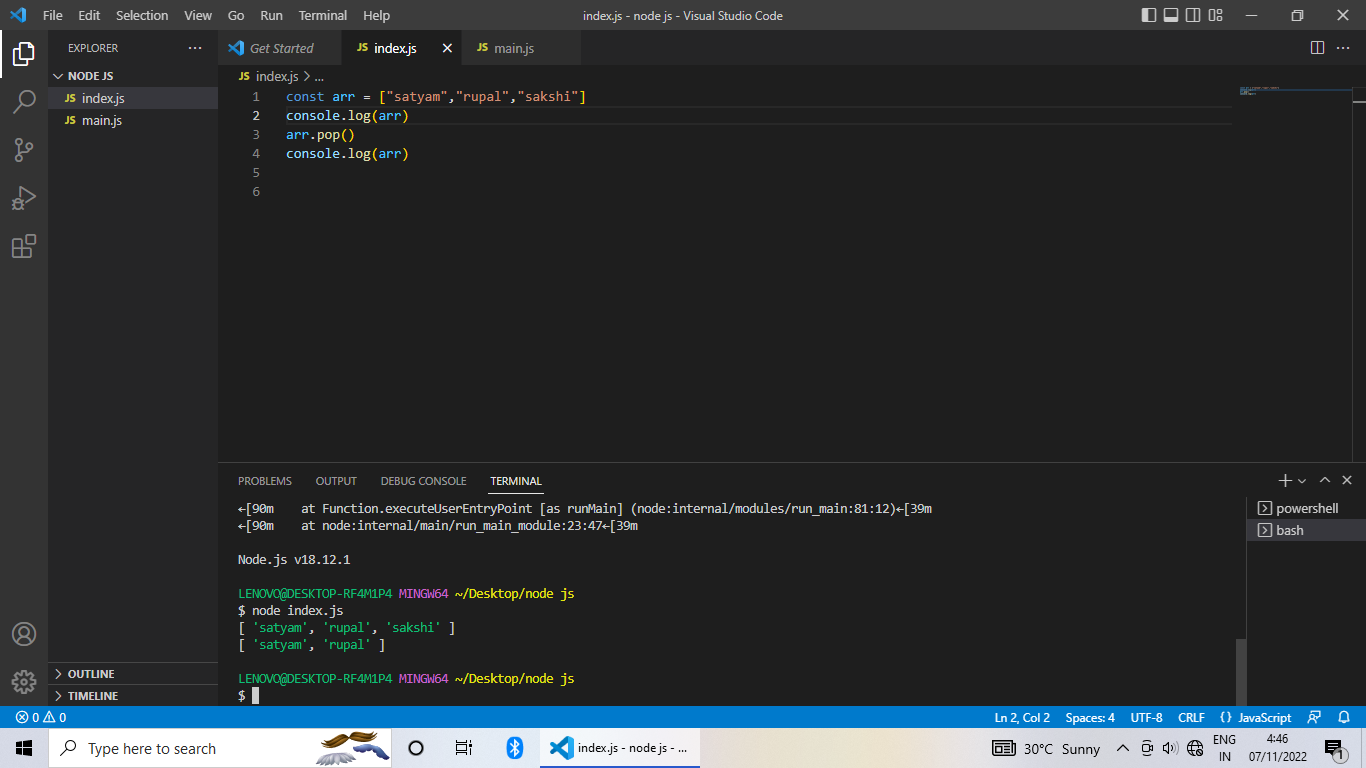 File Edit Selection View Go Run Terminal Help
index.js - node js - Visual Studio Code
EXPLORER
NODE JS
JS index.js
JS main.js
OUTLINE
TIMELINE
Get Started
JS index.js
JS main.js
JS index.js > ...
1 const arr = ["satyam","rupal","sakshi"]
2 console.log(arr)
3 arr.pop()
4 console.log(arr)
5
6
PROBLEMS OUTPUT DEBUG CONSOLE TERMINAL
←[90m    at Function.executeUserEntryPoint [as runMain] (node:internal/modules/run_main:81:12)←[39m
←[90m    at node:internal/main/run_main_module:23:47←[39m
Node.js v18.12.1
LENOVO@DESKTOP-RF4M1P4 MINGW64 ~/Desktop/node js
$ node index.js
[ 'satyam', 'rupal', 'sakshi' ]
[ 'satyam', 'rupal' ]
LENOVO@DESKTOP-RF4M1P4 MINGW64 ~/Desktop/node js
$
powershell
bash
0 0
Ln 2, Col 2 Spaces: 4 UTF-8 CRLF {} JavaScript
Type here to search
index.js - node js - ...
30°C Sunny
ENG
IN
4:46
07/11/2022
1